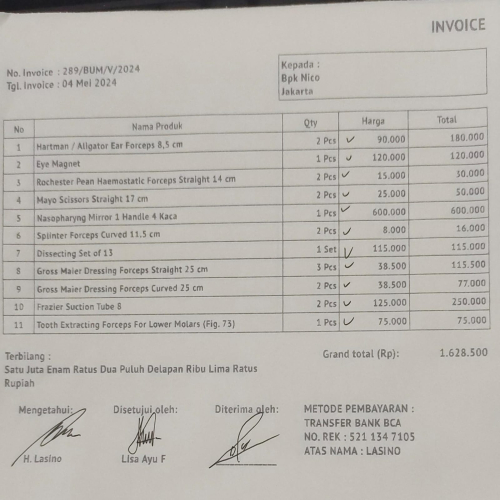 INVOICE
No. Invoice : 289/BUM/V/2024
Tgl. Invoice : 04 Mei 2024
Kepada :
Bpk Nico
Jakarta
No Nama Produk Qty Harga Total
1 Hartman / Aligator Ear Forceps 8,5 cm 2 Pcs 90.000 180.000
2 Eye Magnet 1 Pcs 120.000 120.000
3 Rochester Pean Haemostatic Forceps Straight 14 cm 2 Pcs 15.000 30.000
4 Mayo Scissors Straight 17 cm 2 Pcs 25.000 50.000
5 Nasopharyng Mirror 1 Handle 4 Kaca 1 Pcs 600.000 600.000
6 Splinter Forceps Curved 11.5 cm 2 Pcs 8.000 16.000
7 Dissecting Set of 13 1 Set 115.000 115.000
8 Gross Maier Dressing Forceps Straight 25 cm 3 Pcs 38.500 115.500
9 Gross Maier Dressing Forceps Curved 25 cm 2 Pcs 38.500 77.000
10 Frazier Suction Tube 8 2 Pcs 125.000 250.000
11 Tooth Extracting Forceps For Lower Molars (Fig. 73) 1 Pcs 75.000 75.000
Grand total (Rp): 1.628.500
Terbilang :
Satu Juta Enam Ratus Dua Puluh Delapan Ribu Lima Ratus
Rupiah
Mengetahui: Disetujui oleh: Diterima oleh:
H. Lasino Lisa Ayu F
METODE PEMBAYARAN :
TRANSFER BANK BCA
NO. REK : 521 134 7105
ATAS NAMA : LASINO